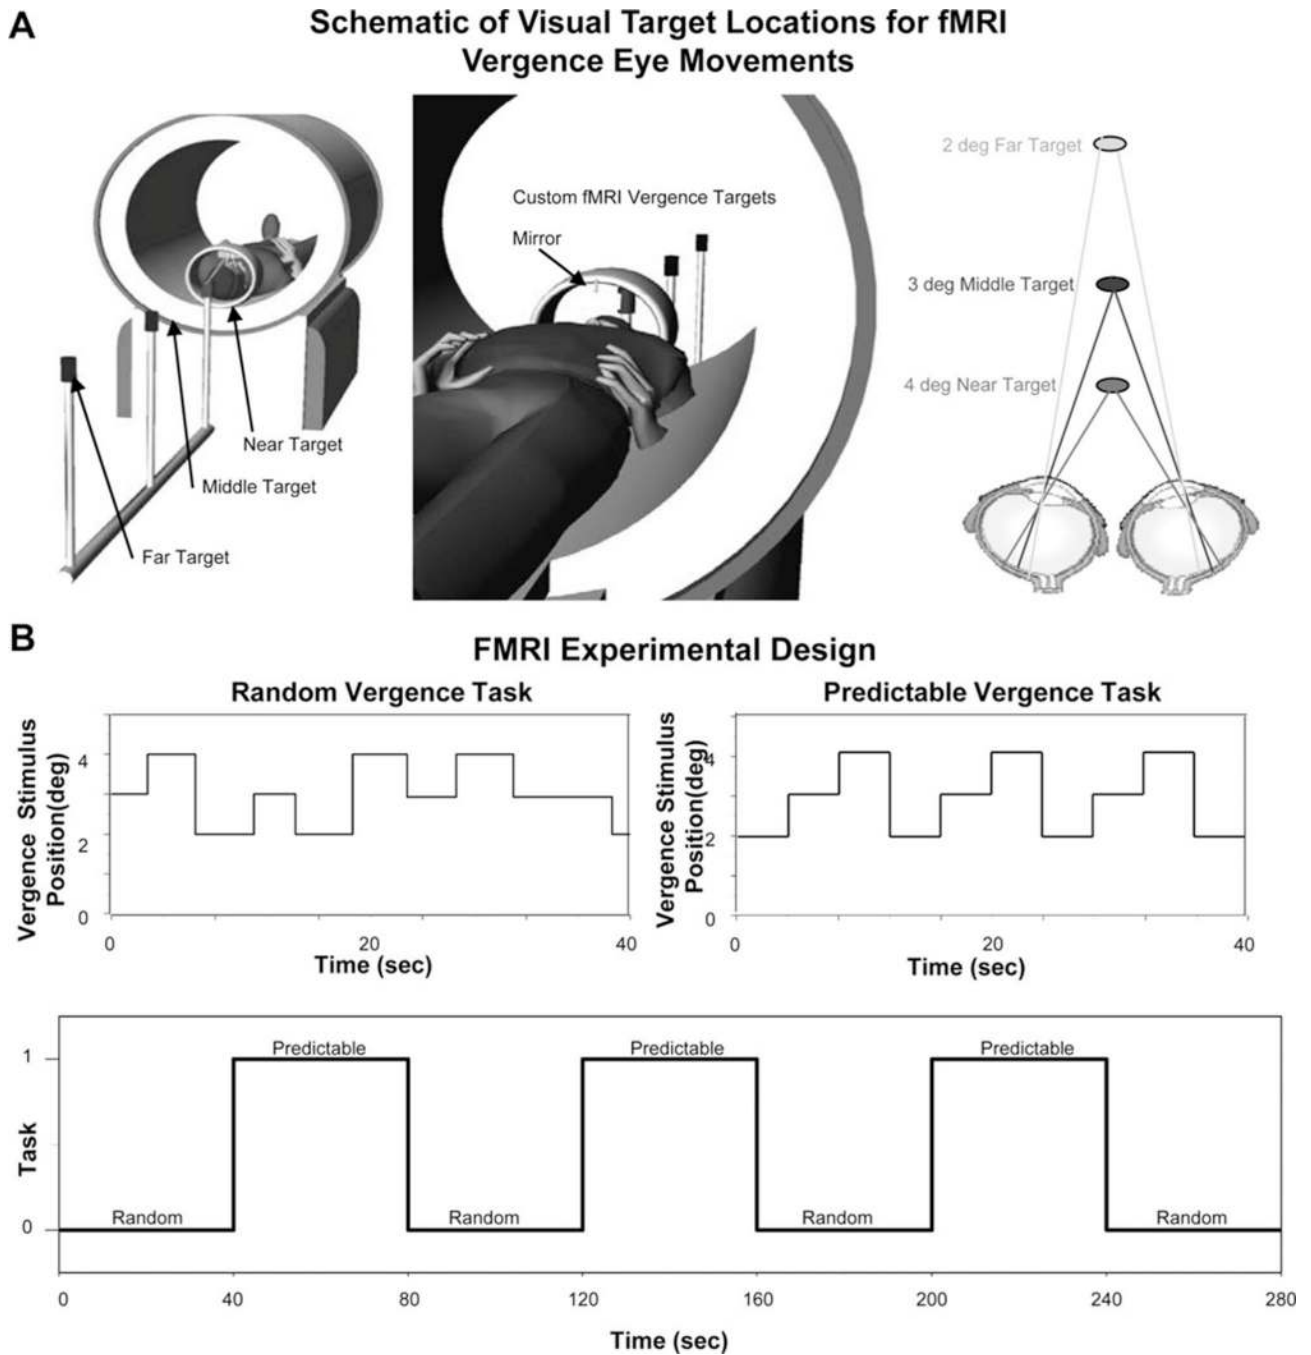 A
Schematic of Visual Target Locations for fMRI
Vergence Eye Movements
Near Target
Middle Target
Far Target
Custom fMRI Vergence Targets
Mirror
2 deg Far Target
3 deg Middle Target
4 deg Near Target
B
FMRI Experimental Design
Random Vergence Task
Vergence Stimulus
Position(deg)
4
2
0
0
20
40
Time (sec)
Predictable Vergence Task
Vergence Stimulus
Position(deg)
4
2
0
0
20
40
Time (sec)
Task
1
0
Random
Predictable
Random
Predictable
Random
Predictable
Random
0
40
80
120
160
200
240
280
Time (sec)